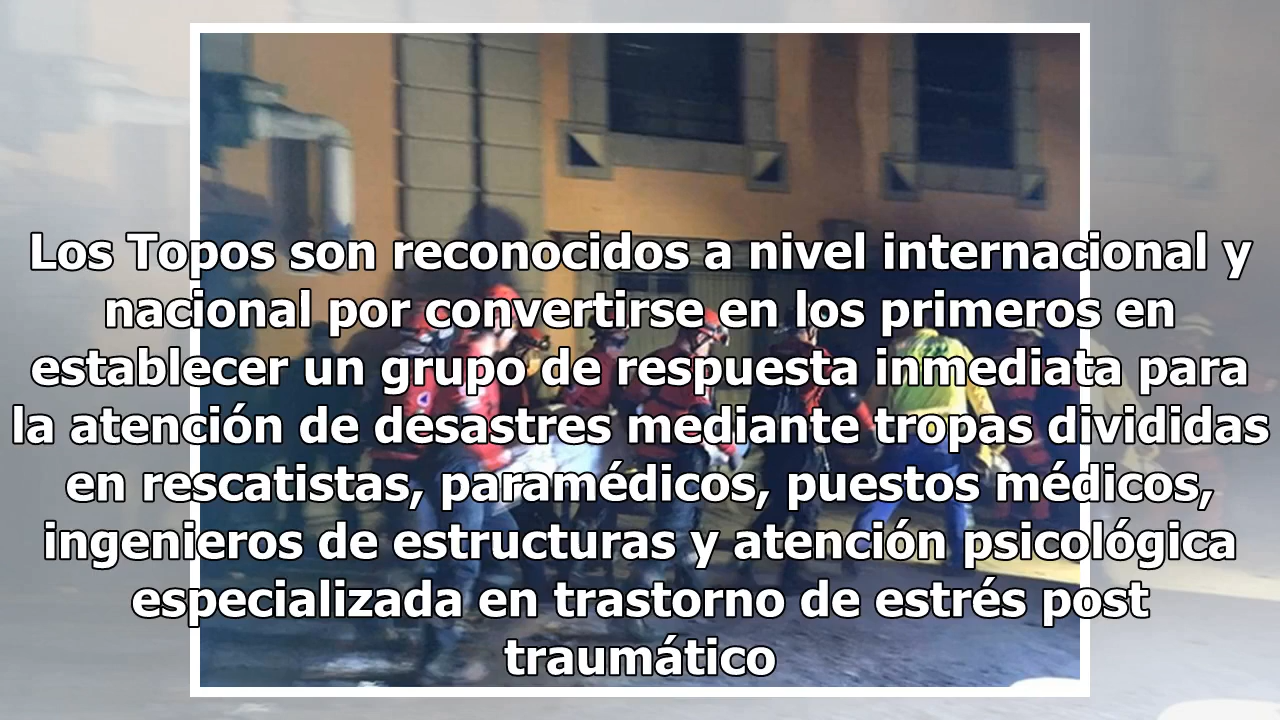 Los Topos son reconocidos a nivel internacional y
nacional por convertirse en los primeros en
establecer un grupo de respuesta inmediata para
la atención de desastres mediante tropas divididas
en rescatistas, paramédicos, puestos médicos,
ingenieros de estructuras y atención psicológica
especializada en trastorno de estrés post
traumático